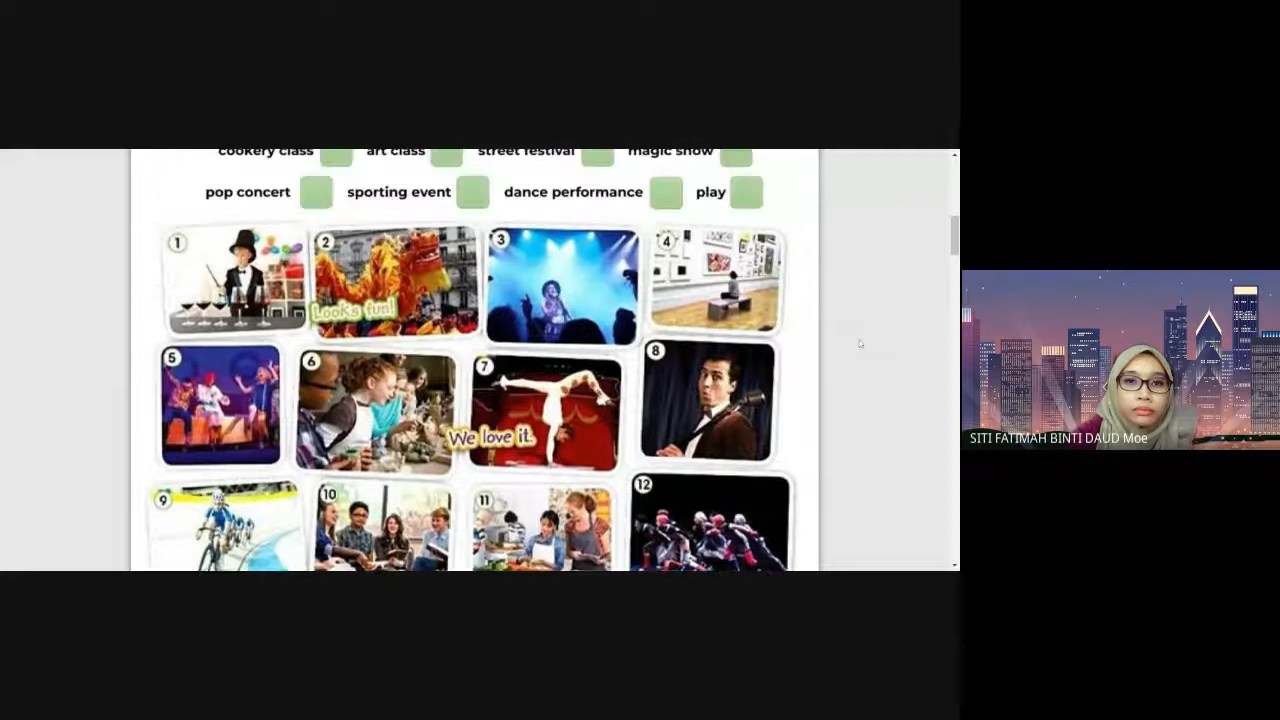 cookery class art class street festival magic show
pop concert sporting event dance performance play
1 2 3 4
Looks fun!
5 6 7 8
We love it.
9 10 11 12
SITI FATIMAH BINTI DAUD Moe